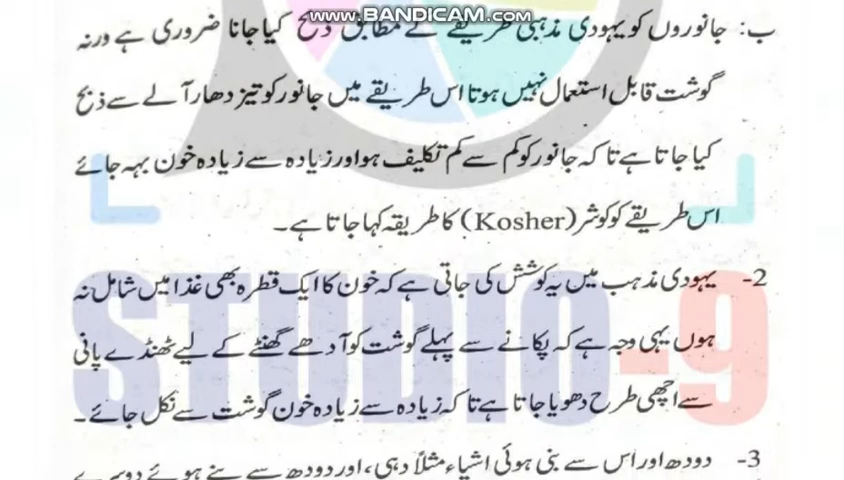 www.BANDICAM.com
ب: جانوروں کو یہودی مذہبی طریقے کے مطابق ذبح کیا جانا ضروری ہے ورنہ
گوشت قابل استعمال نہیں ہوتا اس طریقے میں جانور کو تیز دھار آلے سے ذبح
کیا جاتا ہے تا کہ جانور کو کم سے کم تکلیف ہو اور زیادہ سے زیادہ خون بہہ جائے
اس طریقے کو کوشر (Kosher) کا طریقہ کہا جاتا ہے۔
2- یہودی مذہب میں یہ کوشش کی جاتی ہے کہ خون کا ایک قطرہ بھی غذا میں شامل نہ
ہوں یہی وجہ ہے کہ پکانے سے پہلے گوشت کو آدھے گھنٹے کے لیے ٹھنڈے پانی
سے اچھی طرح دھویا جاتا ہے تا کہ زیادہ سے زیادہ خون گوشت سے نکل جائے۔
3- دودھ اور اس سے بنی ہوئی اشیاء مثلاً دہی، اور دودھ سے بنے ہوئے دوسرے
STUDIO-9